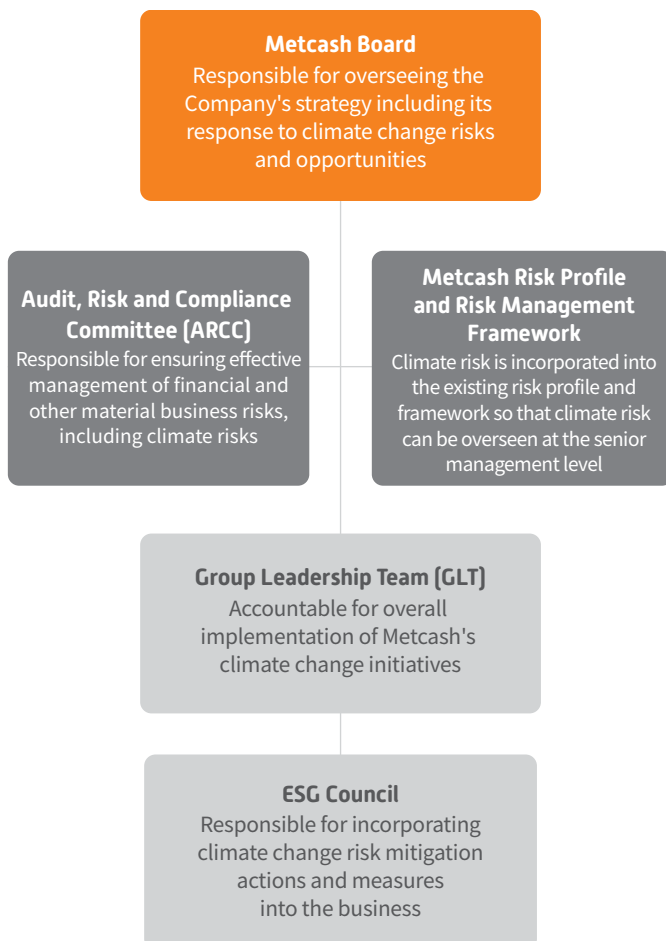 Metcash Board
Responsible for overseeing the
Company's strategy including its
response to climate change risks
and opportunities
Audit, Risk and Compliance
Committee (ARCC)
Responsible for ensuring effective
management of financial and
other material business risks,
including climate risks
Metcash Risk Profile
and Risk Management
Framework
Climate risk is incorporated into
the existing risk profile and
framework so that climate risk
can be overseen at the senior
management level
Group Leadership Team (GLT)
Accountable for overall
implementation of Metcash's
climate change initiatives
ESG Council
Responsible for incorporating
climate change risk mitigation
actions and measures
into the business